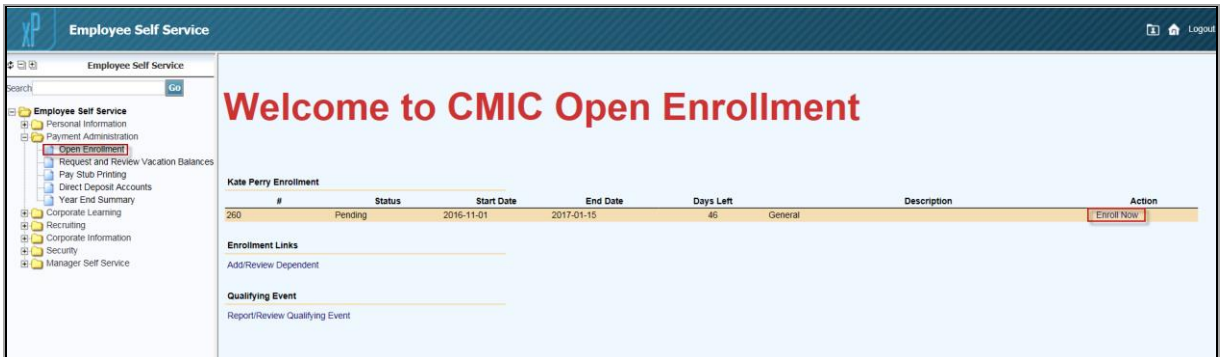 xP
Employee Self Service
Logout
Employee Self Service
Search
Go
Employee Self Service
Personal Information
Payment Administration
Open Enrollment
Request and Review Vacation Balances
Pay Stub Printing
Direct Deposit Accounts
Year End Summary
Corporate Learning
Recruiting
Corporate Information
Security
Manager Self Service
Welcome to CMIC Open Enrollment
Kate Perry Enrollment
# Status Start Date End Date Days Left Description Action
260 Pending 2016-11-01 2017-01-15 46 General Enroll Now
Enrollment Links
Add/Review Dependent
Qualifying Event
Report/Review Qualifying Event